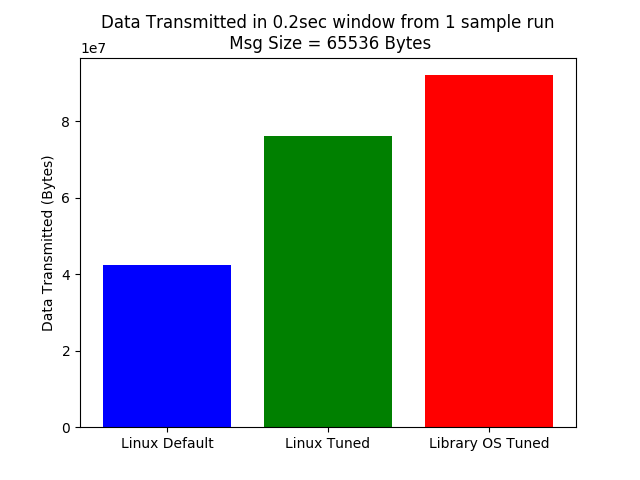 Data Transmitted in 0.2sec window from 1 sample run
Msg Size = 65536 Bytes
1e7
8
6
4
2
0
Data Transmitted (Bytes)
Linux Default
Linux Tuned
Library OS Tuned